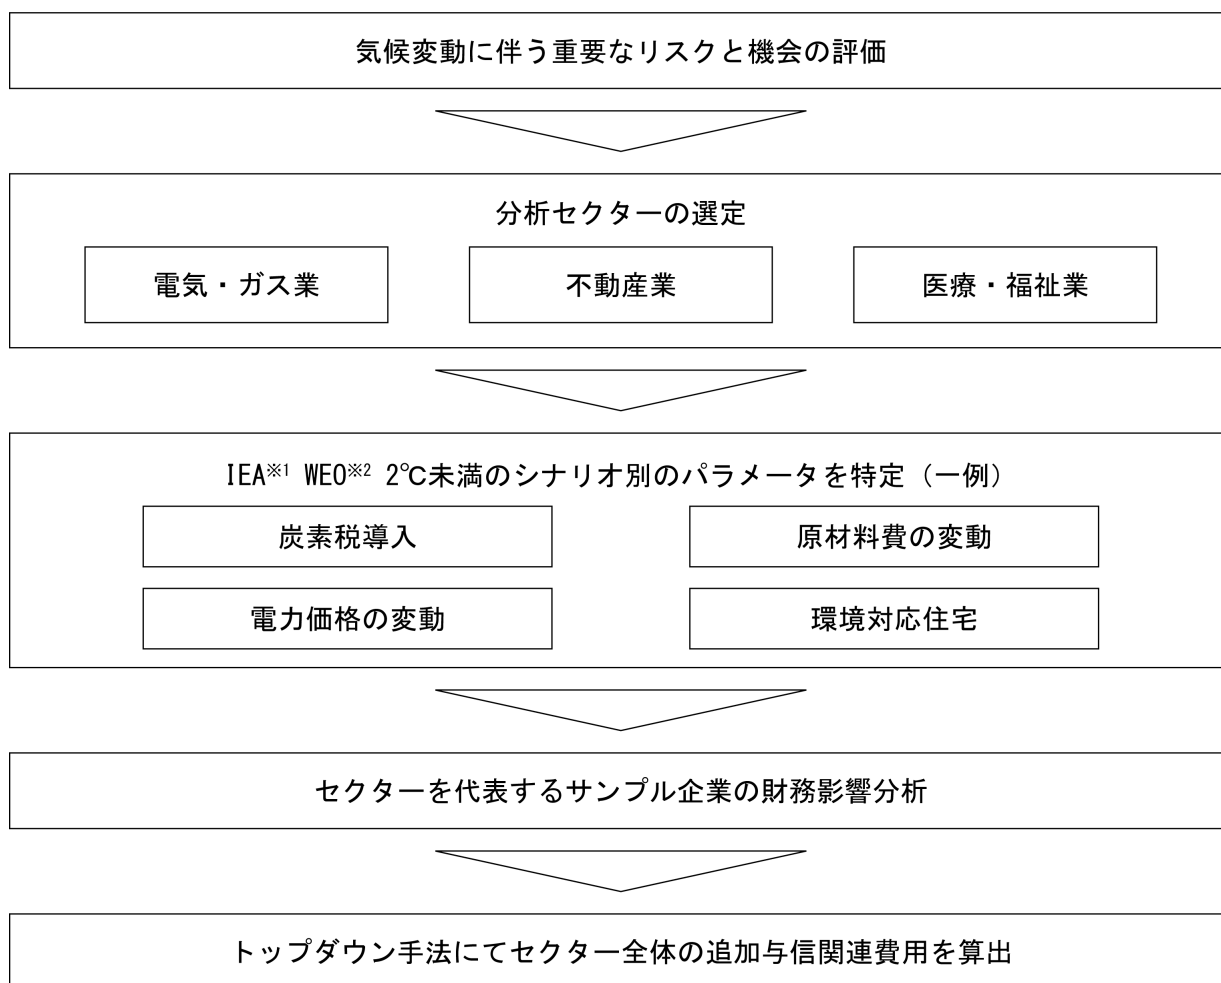 気候変動に伴う重要なリスクと機会の評価
分析セクターの選定
電気・ガス業
不動産業
医療・福祉業
IEA※1 WEO※2 2℃未満のシナリオ別のパラメータを特定（一例）
炭素税導入
原材料費の変動
電力価格の変動
環境対応住宅
セクターを代表するサンプル企業の財務影響分析
トップダウン手法にてセクター全体の追加与信関連費用を算出